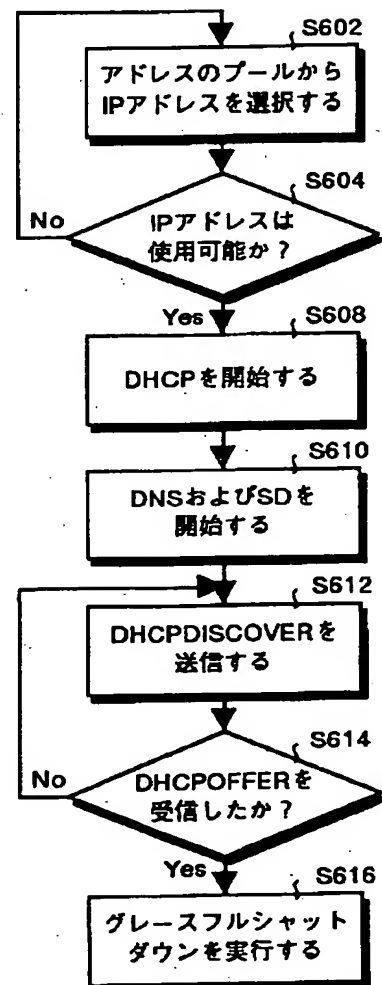 S602
アドレスのプールから
IPアドレスを選択する
S604
No
IPアドレスは
使用可能か？
Yes
S608
DHCPを開始する
S610
DNSおよびSDを
開始する
S612
DHCPDISCOVERを
送信する
S614
No
DHCPOFFERを
受信したか？
Yes
S616
グレースフルシャット
ダウンを実行する